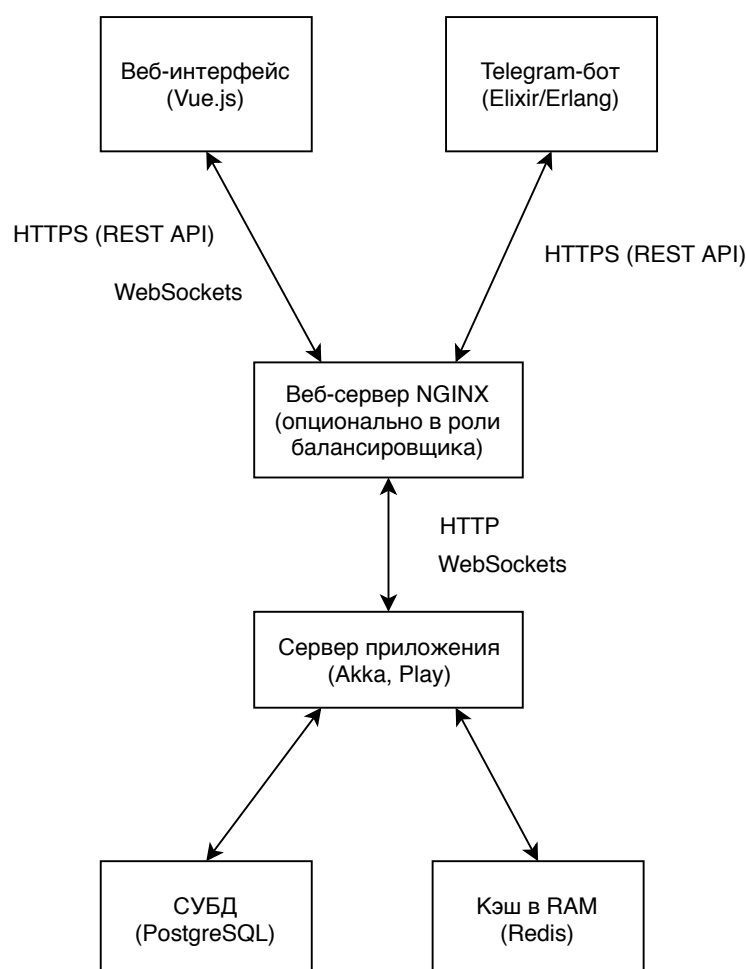 Веб-интерфейс
(Vue.js)
Telegram-бот
(Elixir/Erlang)
HTTPS (REST API)
HTTPS (REST API)
WebSockets
Веб-сервер NGINX
(опционально в роли
балансировщика)
HTTP
WebSockets
Сервер приложения
(Akka, Play)
СУБД
(PostgreSQL)
Кэш в RAM
(Redis)